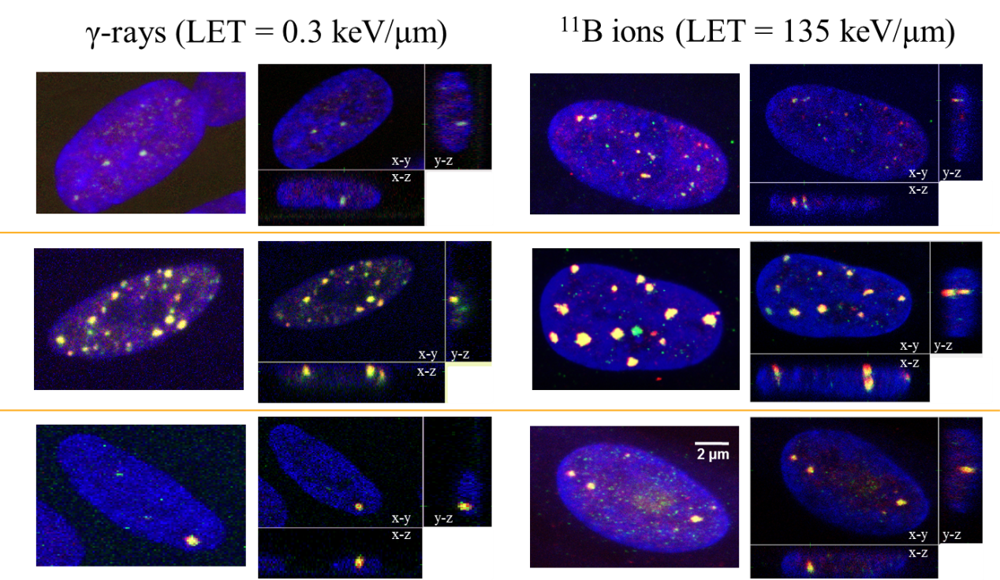 γ-rays (LET = 0.3 keV/μm)
¹¹B ions (LET = 135 keV/μm)
x-y
y-z
x-z
x-y
y-z
x-z
x-y
y-z
x-z
x-y
y-z
x-z
2 μm
x-y
y-z
x-z
x-y
y-z
x-z